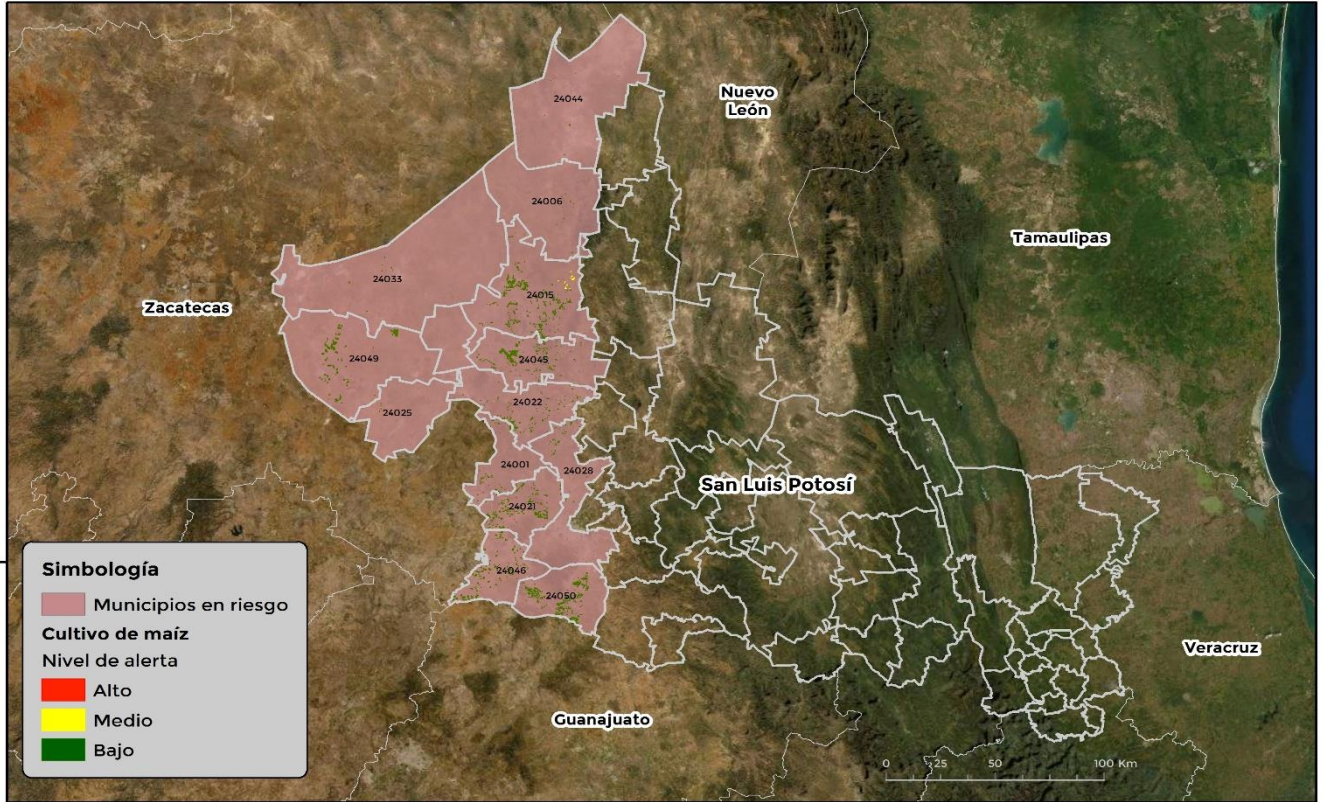 Nuevo
León
24044
24006
Tamaulipas
24033
24015
Zacatecas
24049
24045
24022
24025
24001
24028
San Luis Potosí
24021
24046
24050
Simbología
Municipios en riesgo
Cultivo de maíz
Nivel de alerta
Alto
Medio
Bajo
Veracruz
Guanajuato
0 25 50 100 Km